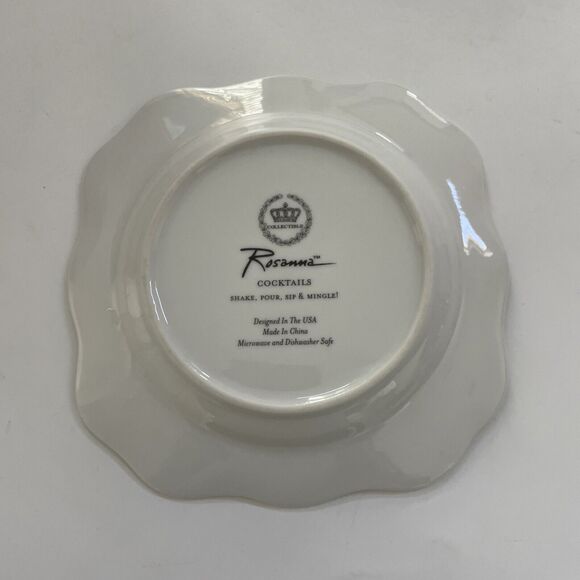 COLLECTIBLE
Rosanna™
COCKTAILS
SHAKE, POUR, SIP & MINGLE!
Designed In The USA
Made In China
Microwave and Dishwasher Safe